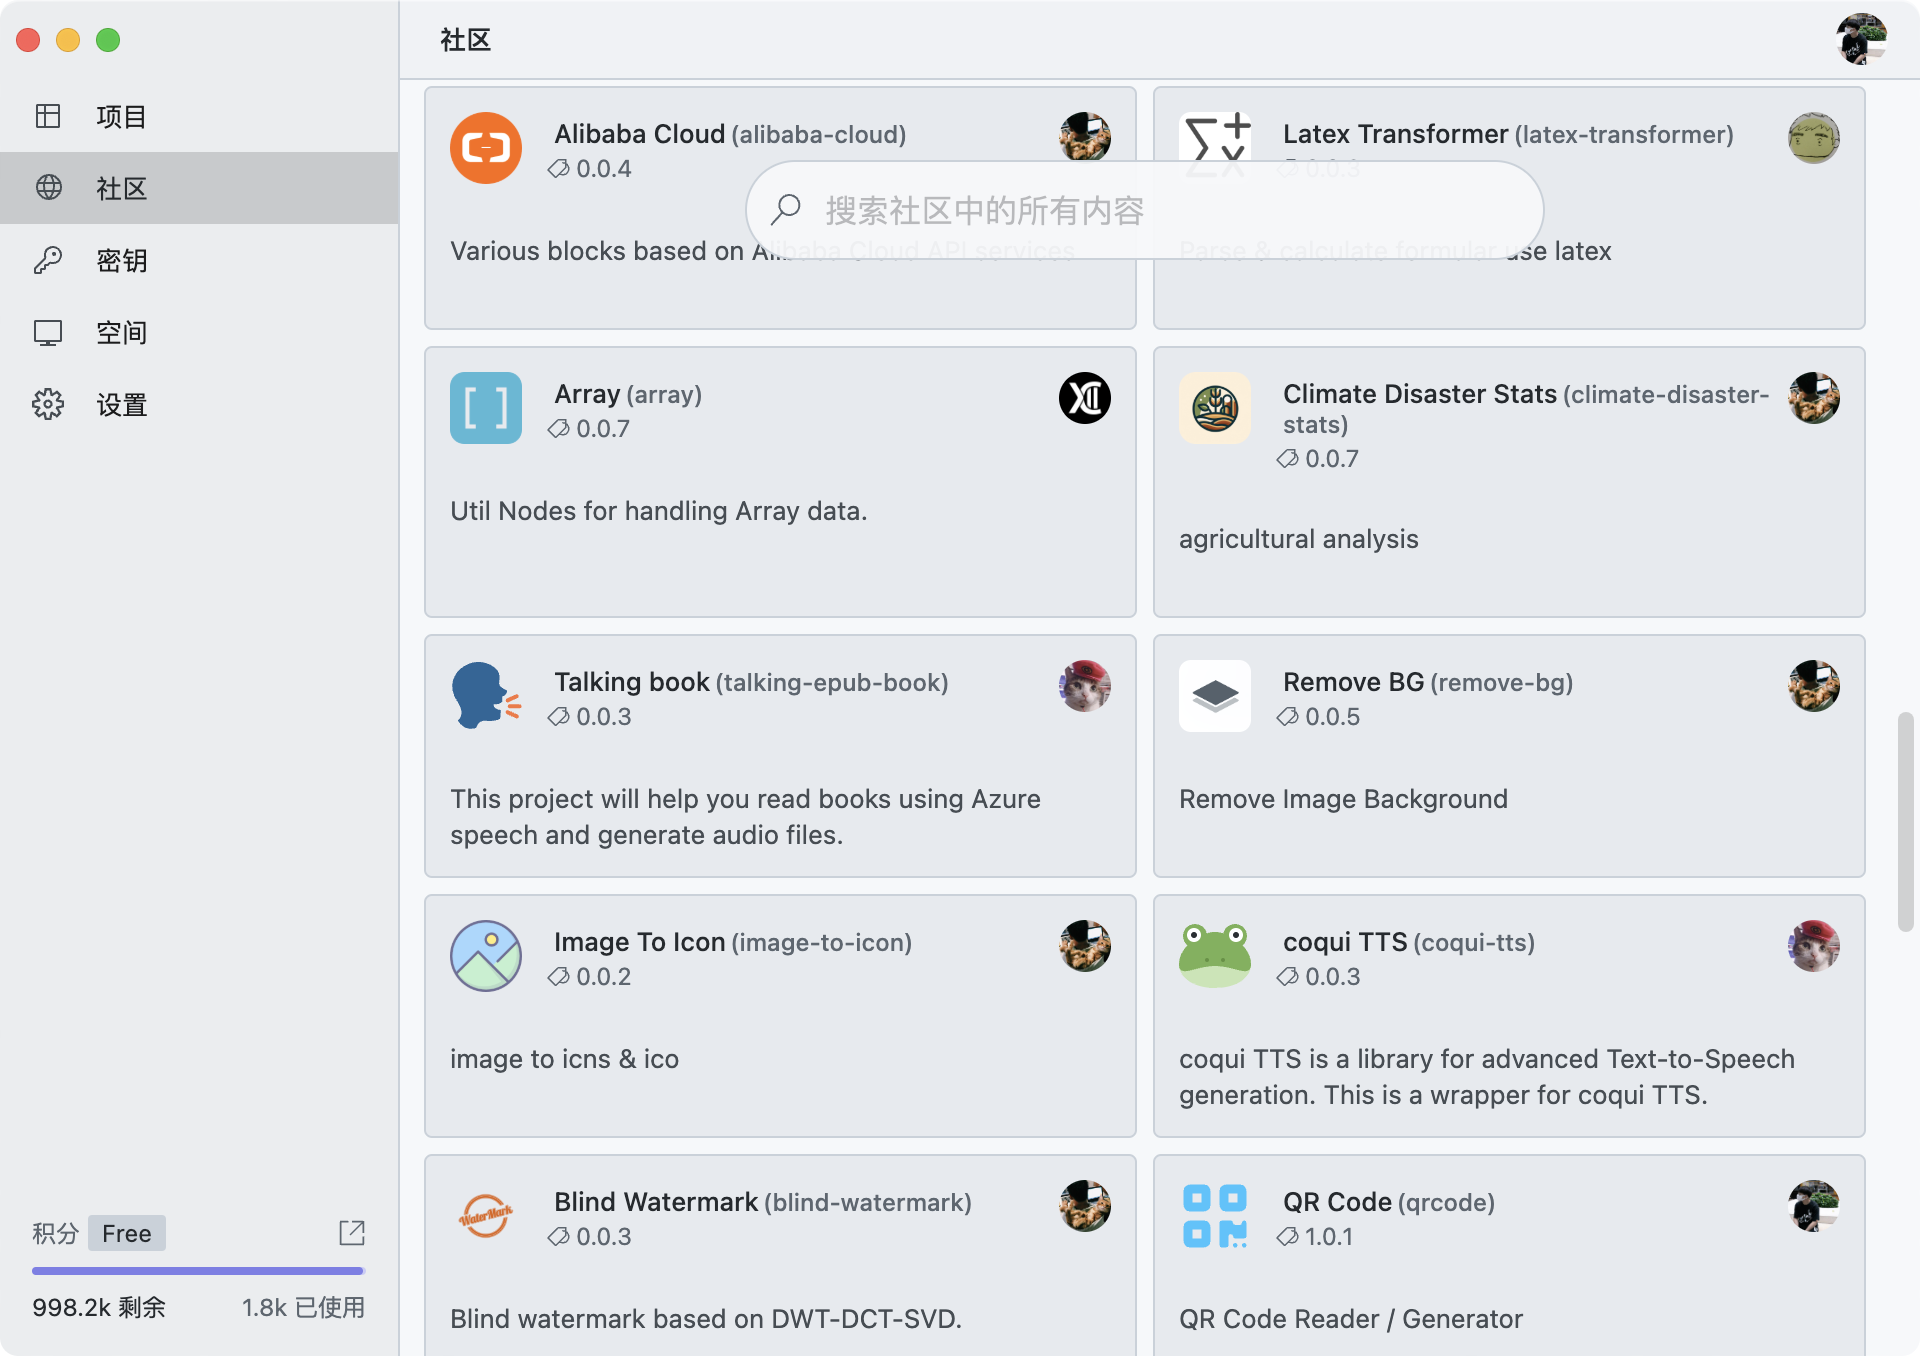 社区
项目
社区
密钥
空间
设置
积分 Free
998.2k 剩余
1.8k 已使用
Alibaba Cloud (alibaba-cloud)
0.0.4
Various blocks based on Alibaba Cloud API services
Latex Transformer (latex-transformer)
0.0.3
Parse & calculate formular use latex
搜索社区中的所有内容
Array (array)
0.0.7
Util Nodes for handling Array data.
Climate Disaster Stats (climate-disaster-
stats)
0.0.7
agricultural analysis
Talking book (talking-epub-book)
0.0.3
This project will help you read books using Azure
speech and generate audio files.
Remove BG (remove-bg)
0.0.5
Remove Image Background
Image To Icon (image-to-icon)
0.0.2
image to icns & ico
coqui TTS (coqui-tts)
0.0.3
coqui TTS is a library for advanced Text-to-Speech
generation. This is a wrapper for coqui TTS.
WaterMark
Blind Watermark (blind-watermark)
0.0.3
Blind watermark based on DWT-DCT-SVD.
QR Code (qrcode)
1.0.1
QR Code Reader / Generator